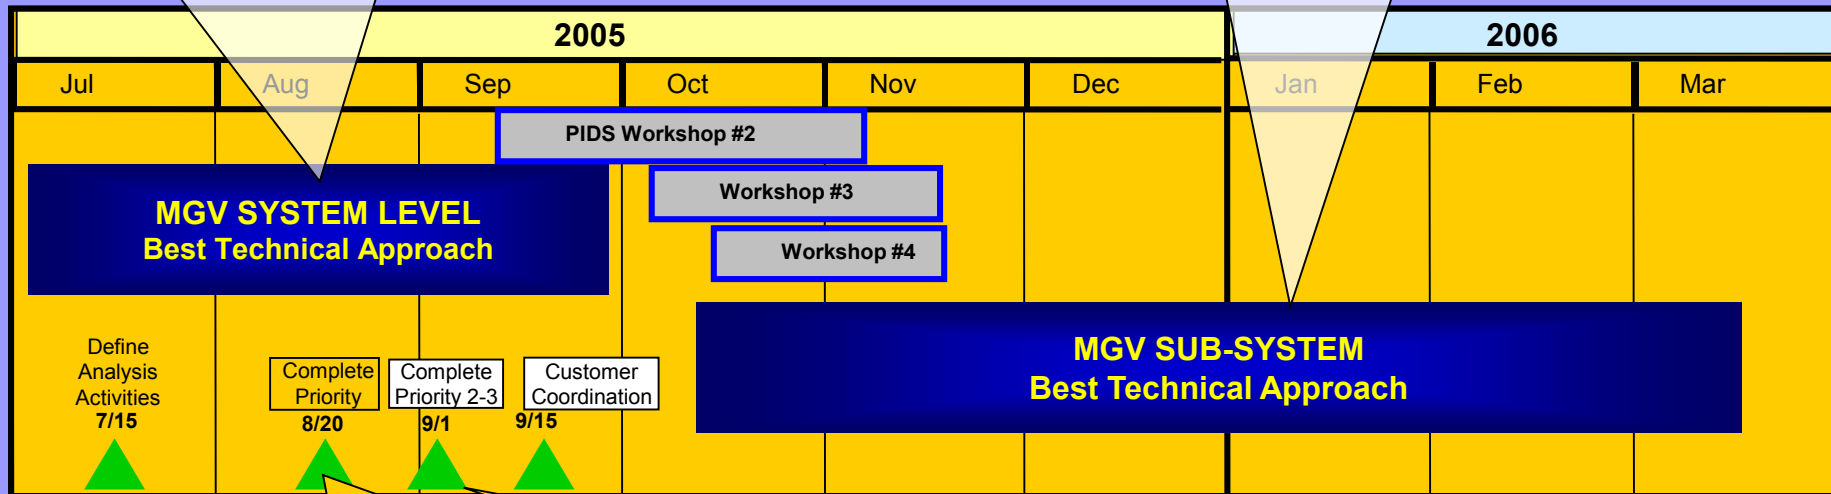 2005
2006
Jul
Aug
Sep
Oct
Nov
Dec
Jan
Feb
Mar
PIDS Workshop #2
Workshop #3
Workshop #4
MGV SYSTEM LEVEL
Best Technical Approach
MGV SUB-SYSTEM
Best Technical Approach
Define
Analysis
Activities
7/15
Complete
Priority
8/20
Complete
Priority 2-3
9/1
Customer
Coordination
9/15